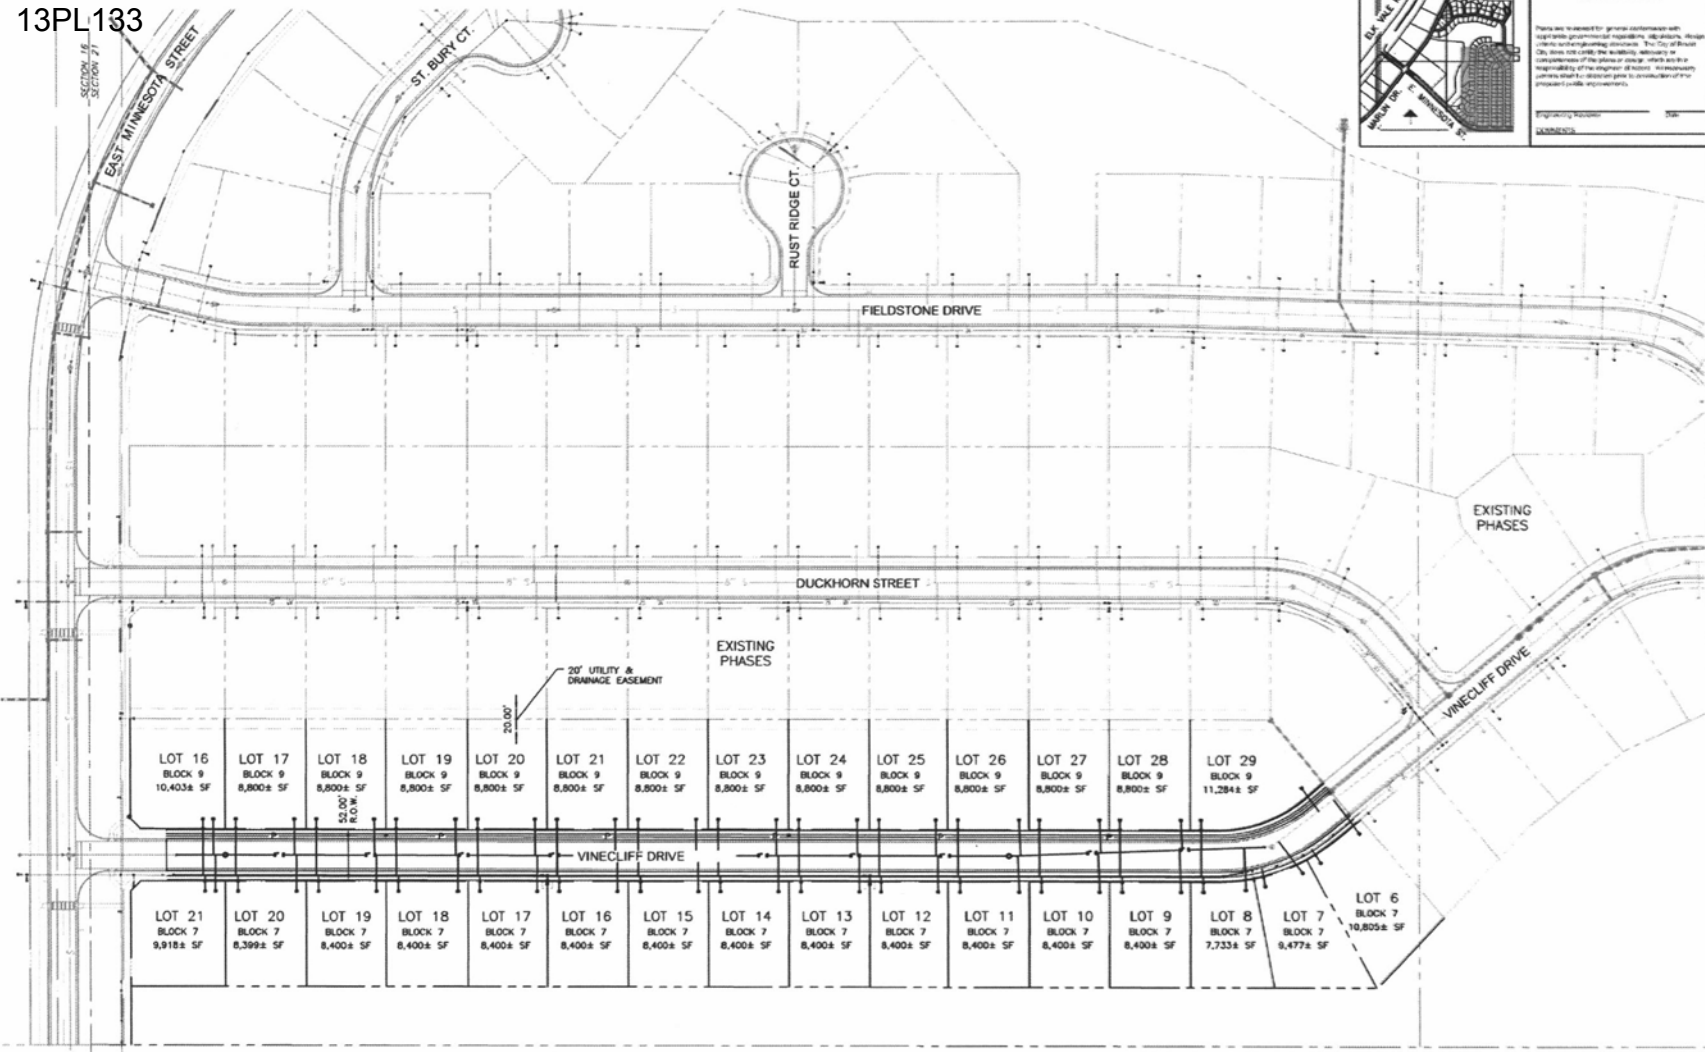 13PL133
SECTION 16
SECTION 21
EAST MINNESOTA STREET
ST. BURY CT.
RUST RIDGE CT.
ELK VALE
MARLIN DR.
E. MINNESOTA ST.
Engineering Reviewer Date
COMMENTS
FIELDSTONE DRIVE
EXISTING
PHASES
DUCKHORN STREET
EXISTING
PHASES
20' UTILITY &
DRAINAGE EASEMENT
20.00'
VINECLIFF DRIVE
LOT 16
BLOCK 9
10,403± SF
LOT 17
BLOCK 9
8,800± SF
LOT 18
BLOCK 9
8,800± SF
LOT 19
BLOCK 9
8,800± SF
LOT 20
BLOCK 9
8,800± SF
LOT 21
BLOCK 9
8,800± SF
LOT 22
BLOCK 9
8,800± SF
LOT 23
BLOCK 9
8,800± SF
LOT 24
BLOCK 9
8,800± SF
LOT 25
BLOCK 9
8,800± SF
LOT 26
BLOCK 9
8,800± SF
LOT 27
BLOCK 9
8,800± SF
LOT 28
BLOCK 9
8,800± SF
LOT 29
BLOCK 9
11,284± SF
52.00'
R.O.W.
VINECLIFF DRIVE
LOT 21
BLOCK 7
9,918± SF
LOT 20
BLOCK 7
8,399± SF
LOT 19
BLOCK 7
8,400± SF
LOT 18
BLOCK 7
8,400± SF
LOT 17
BLOCK 7
8,400± SF
LOT 16
BLOCK 7
8,400± SF
LOT 15
BLOCK 7
8,400± SF
LOT 14
BLOCK 7
8,400± SF
LOT 13
BLOCK 7
8,400± SF
LOT 12
BLOCK 7
8,400± SF
LOT 11
BLOCK 7
8,400± SF
LOT 10
BLOCK 7
8,400± SF
LOT 9
BLOCK 7
8,400± SF
LOT 8
BLOCK 7
7,733± SF
LOT 7
BLOCK 7
9,477± SF
LOT 6
BLOCK 7
10,805± SF